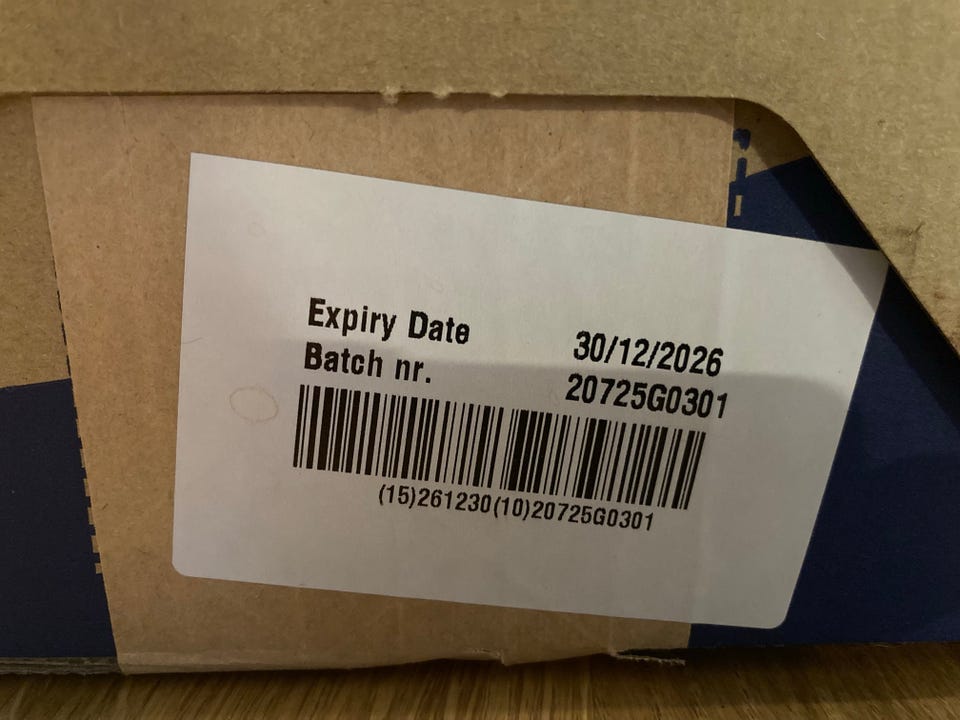 Expiry Date 30/12/2026
Batch nr. 20725G0301
(15)261230(10)20725G0301